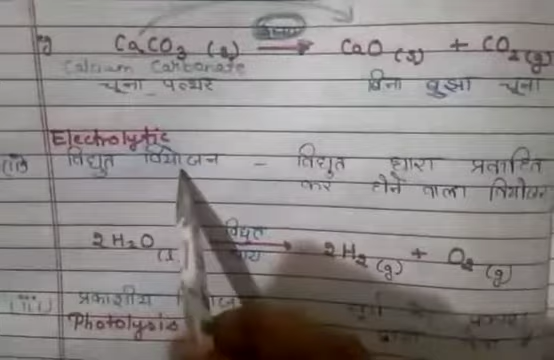 CaCO3 (s) → CaO (s) + CO2 (g)
Calcium Carbonate
चूना पत्थर बिना बुझा चूना
Electrolytic
(ii) विद्युत वियोजन - विद्युत धारा प्रवाहित
कर होने वाला वियोजन
विद्युत
2H2O (l) → 2H2 (g) + O2 (g)
(iii) प्रकाशीय
Photolysis